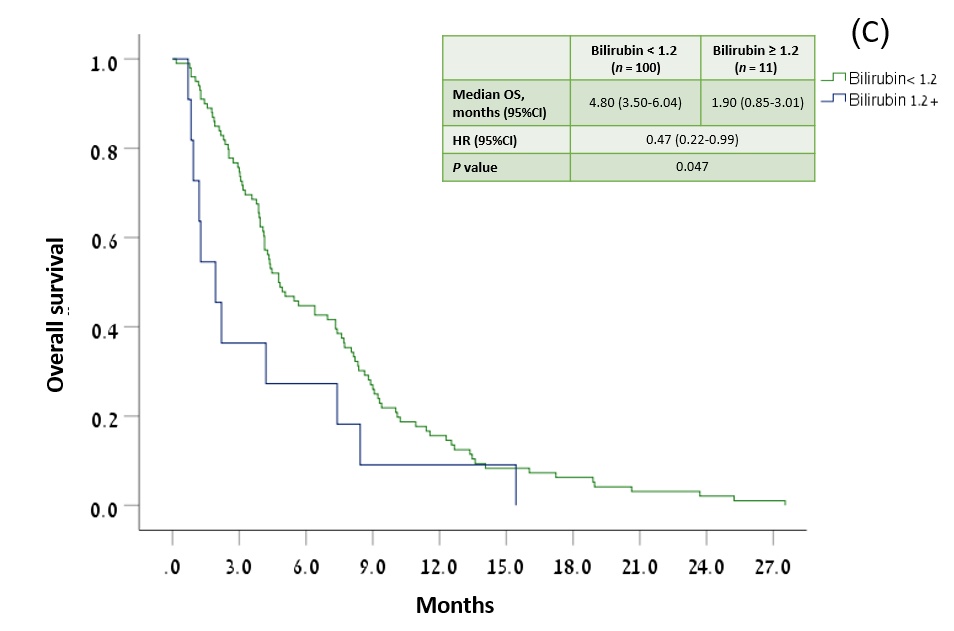 (C)
Bilirubin < 1.2
(n = 100)
Bilirubin ≥ 1.2
(n = 11)
Median OS,
months (95%CI)
4.80 (3.50-6.04)
1.90 (0.85-3.01)
HR (95%CI)
0.47 (0.22-0.99)
P value
0.047
Bilirubin< 1.2
Bilirubin 1.2+
Overall survival
1.0
0.8
0.6
0.4
0.2
0.0
.0 3.0 6.0 9.0 12.0 15.0 18.0 21.0 24.0 27.0
Months